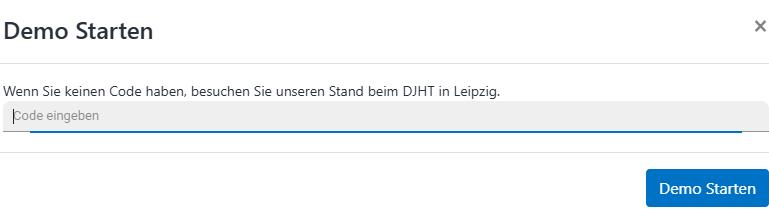 Demo Starten
×
Wenn Sie keinen Code haben, besuchen Sie unseren Stand beim DJHT in Leipzig.
Code eingeben
Demo Starten